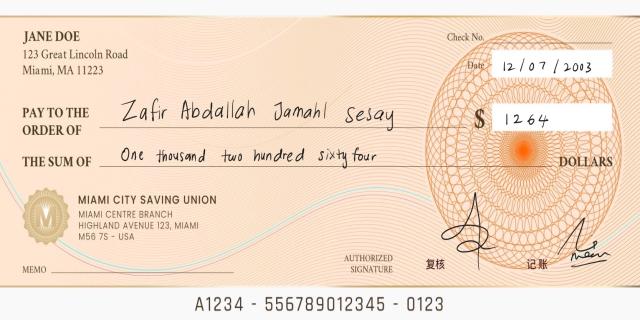 JANE DOE
123 Great Lincoln Road
Miami, MA 11223
Check No.
Date 12/07/2003
PAY TO THE
ORDER OF Zafir Abdallah Jamahl Sesay $ 1264
THE SUM OF One thousand two hundred sixty four DOLLARS
MIAMI CITY SAVING UNION
MIAMI CENTRE BRANCH
HIGHLAND AVENUE 123, MIAMI
M56 7S - USA
MEMO
AUTHORIZED
SIGNATURE
复核
记账
A1234 - 556789012345 - 0123